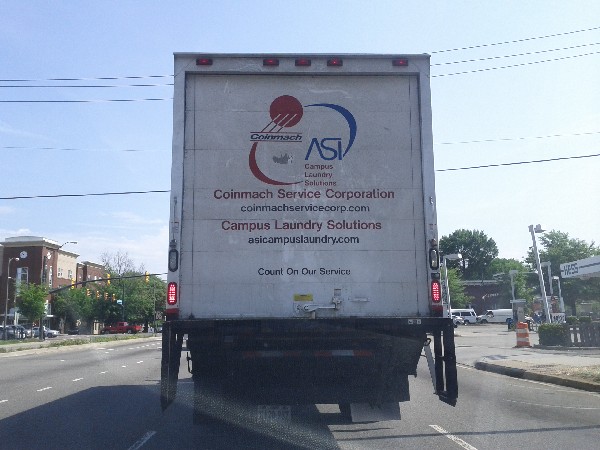 Coinmach
ASI
Campus
Laundry
Solutions
Coinmach Service Corporation
coinmachservicecorp.com
Campus Laundry Solutions
asicampuslaundry.com
Count On Our Service
HESS